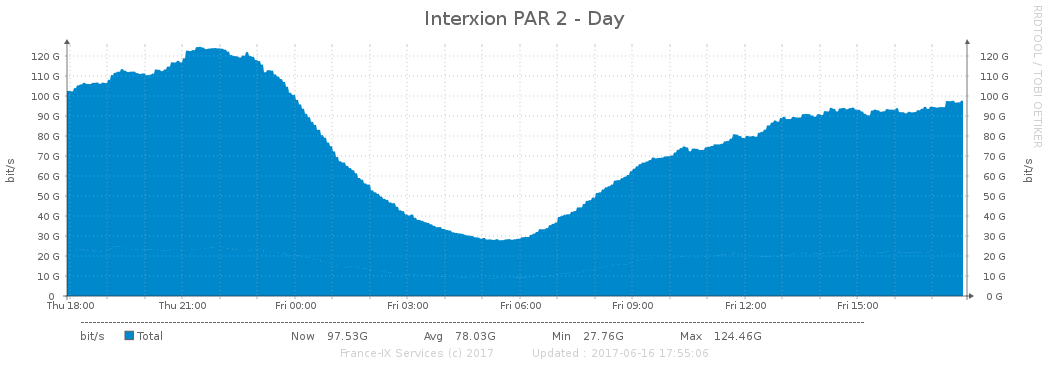 Interxion PAR 2 - Day
RRDTOOL / TOBI OETIKER
bit/s
120 G
110 G
100 G
90 G
80 G
70 G
60 G
50 G
40 G
30 G
20 G
10 G
0
120 G
110 G
100 G
90 G
80 G
70 G
60 G
50 G
40 G
30 G
20 G
10 G
0 G
bit/s
Thu 18:00 Thu 21:00 Fri 00:00 Fri 03:00 Fri 06:00 Fri 09:00 Fri 12:00 Fri 15:00
bit/s Total Now 97.53G Avg 78.03G Min 27.76G Max 124.46G
France-IX Services (c) 2017 Updated : 2017-06-16 17:55:06